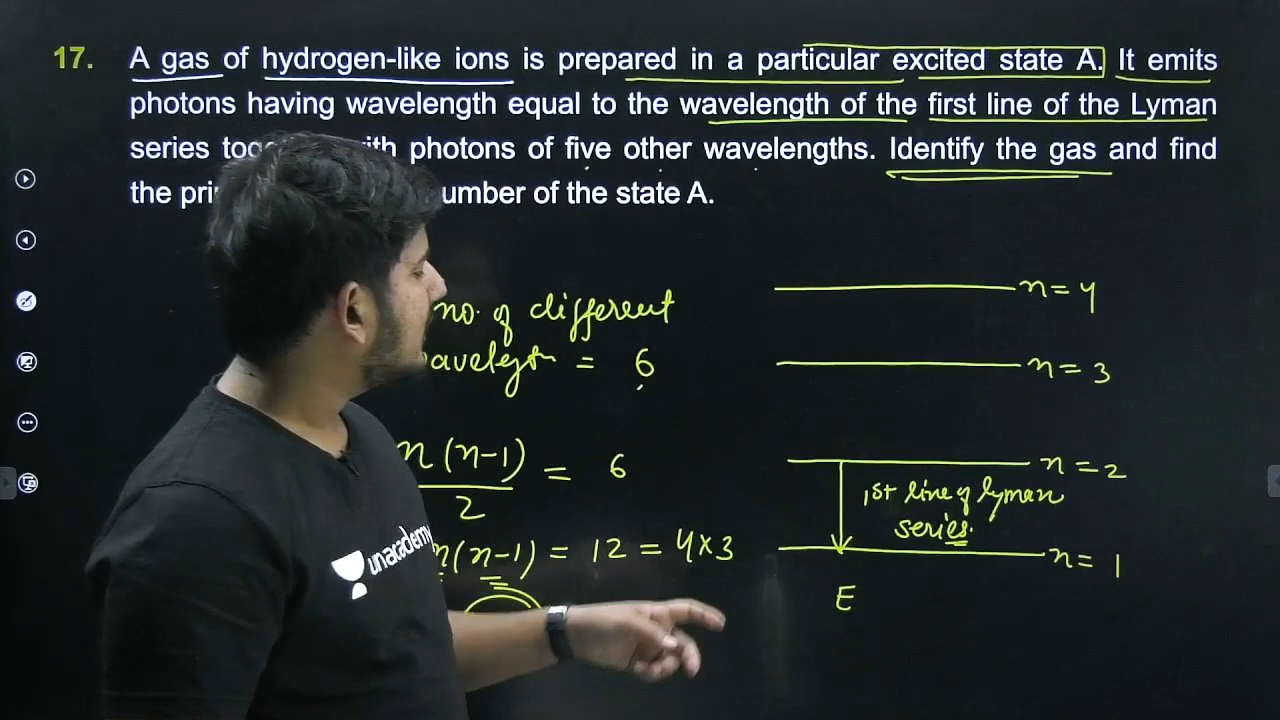 17. A gas of hydrogen-like ions is prepared in a particular excited state A. It emits
photons having wavelength equal to the wavelength of the first line of the Lyman
series with photons of five other wavelengths. Identify the gas and find
the number of the state A.
no. of different
= 6
n(n-1)/2 = 6
n(n-1) = 12 = 4×3
n = 4
n = 3
n = 2
1st line of lyman
series.
n = 1
E
unacademy